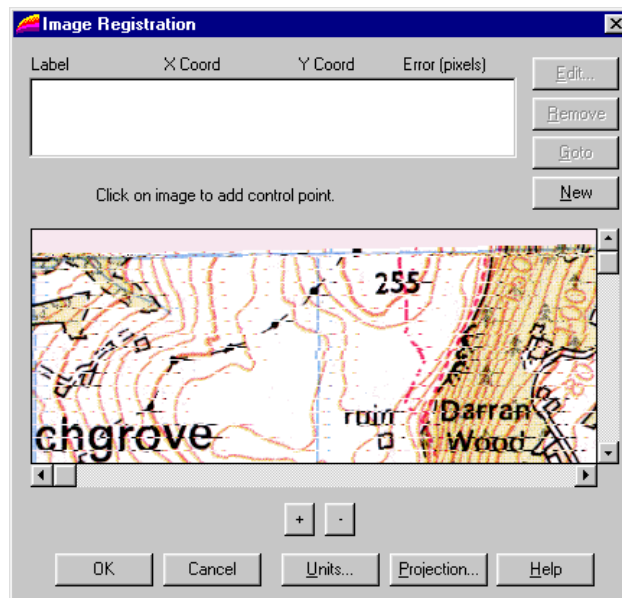 Image Registration
Label X Coord Y Coord Error (pixels)
Edit...
Remove
Goto
New
Click on image to add control point.
255
ruin
Darran
Wood
chgrove
+ -
OK Cancel Units... Projection... Help